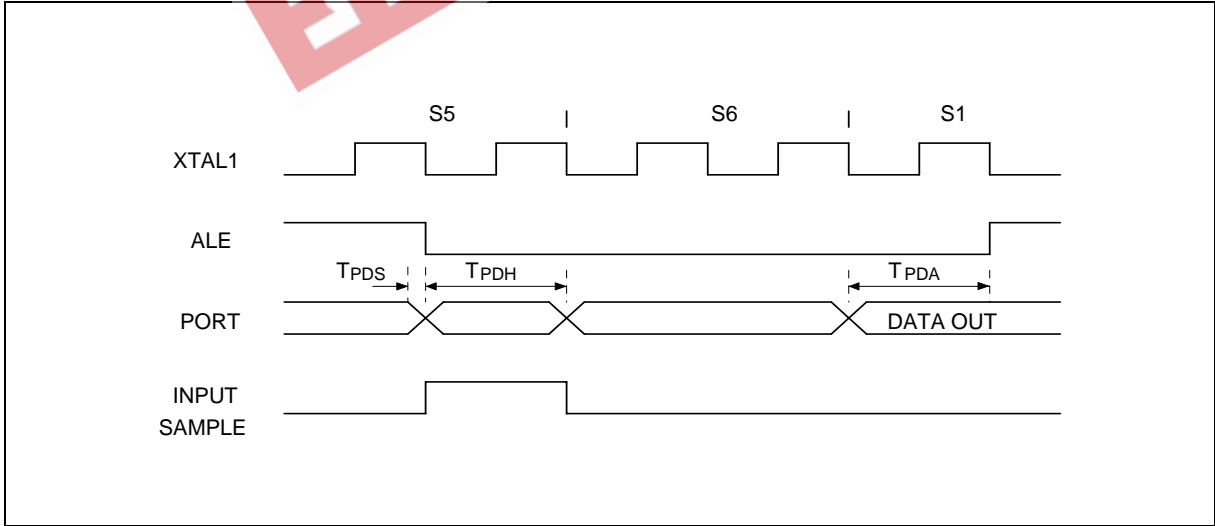 S5 S6 S1
XTAL1
ALE
TPDS TPDH TPDA
PORT DATA OUT
INPUT
SAMPLE